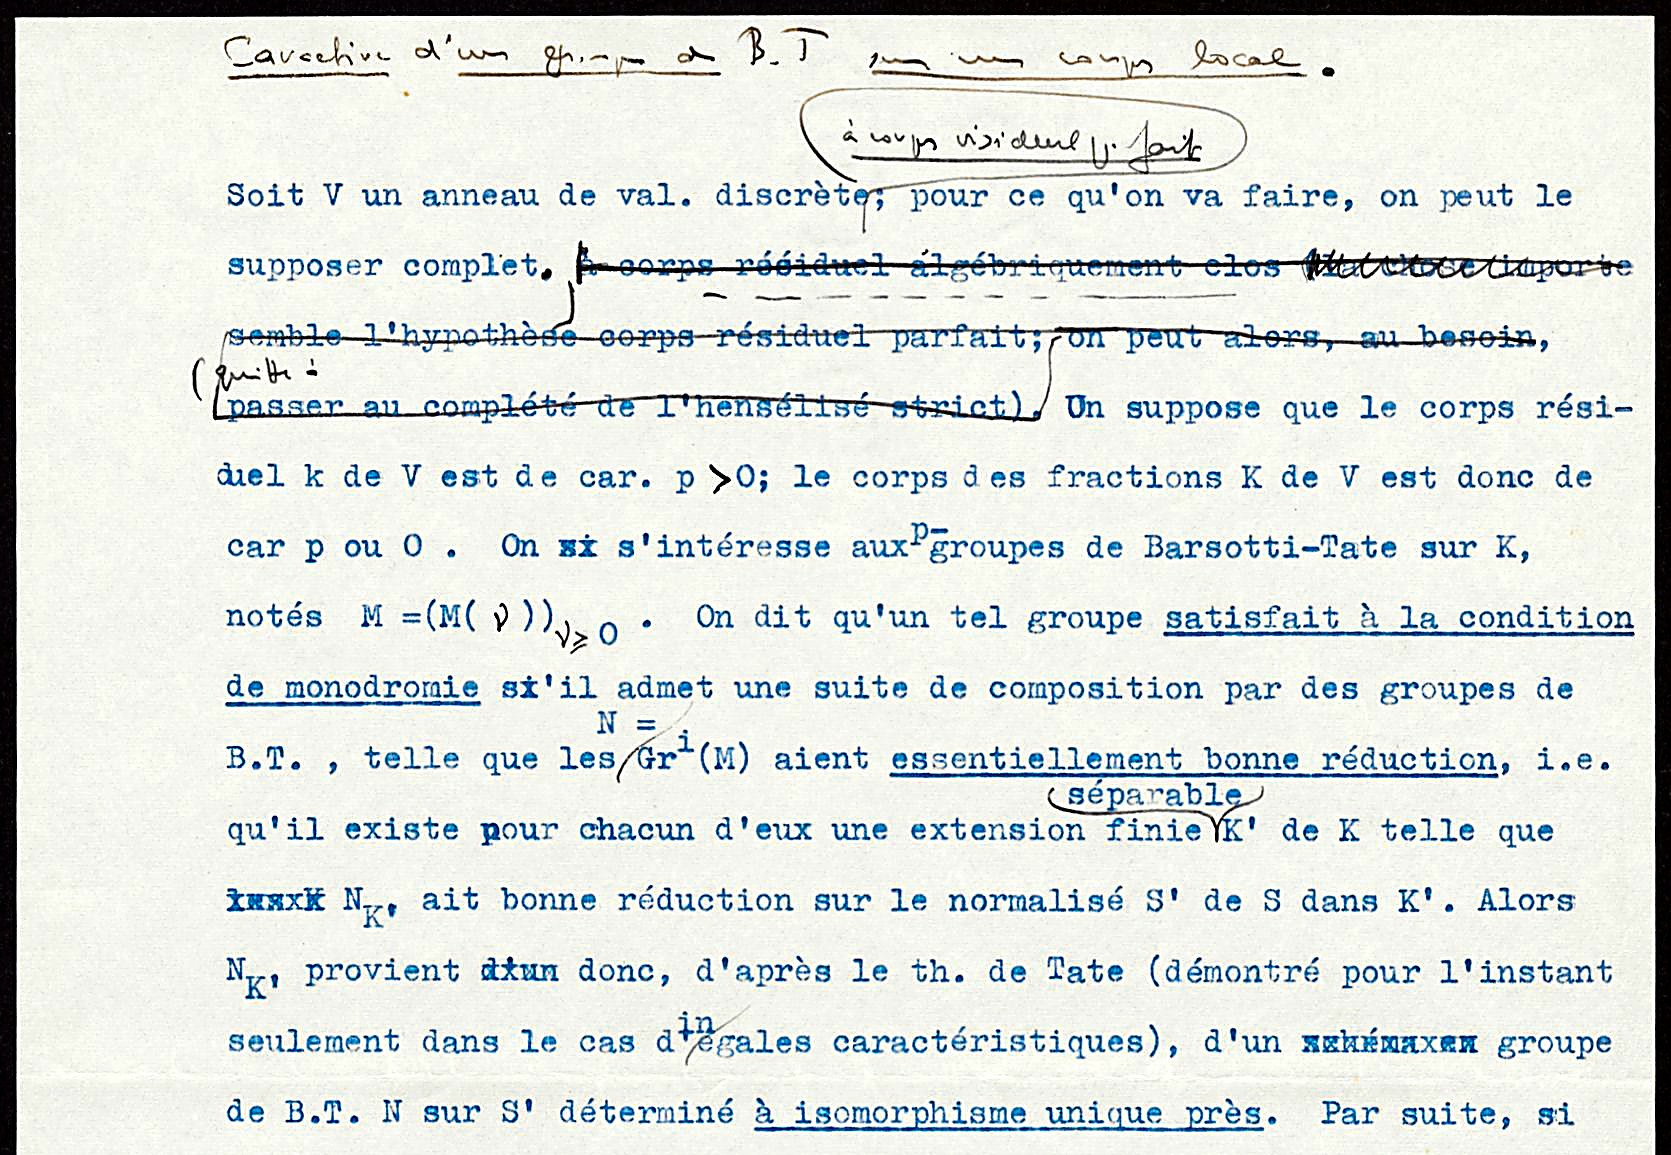 Caractère d'un groupe de B.T sur un corps local.
à corps résiduel parfait
Soit V un anneau de val. discrète; pour ce qu'on va faire, on peut le
supposer complet. à corps résiduel algébriquement clos (la chose importe
semble l'hypothèse corps résiduel parfait; on peut alors, au besoin,
(quitte à
passer au complété de l'hensélisé strict). On suppose que le corps rési-
duel k de V est de car. p >0; le corps des fractions K de V est donc de
car p ou 0 . On s'intéresse aux p-groupes de Barsotti-Tate sur K,
notés M =(M( ν ))ν≥0 . On dit qu'un tel groupe satisfait à la condition
de monodromie s'il admet une suite de composition par des groupes de
N =
B.T. , telle que les Grⁱ(M) aient essentiellement bonne réduction, i.e.
séparable
qu'il existe pour chacun d'eux une extension finie K' de K telle que
N_K' ait bonne réduction sur le normalisé S' de S dans K'. Alors
N_K' provient donc, d'après le th. de Tate (démontré pour l'instant
seulement dans le cas d'inégales caractéristiques), d'un groupe
de B.T. N sur S' déterminé à isomorphisme unique près. Par suite, si